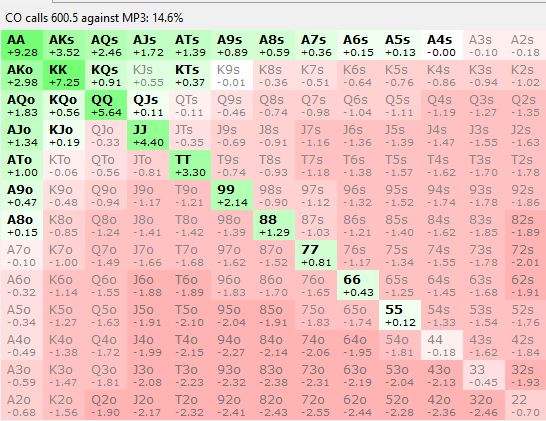 CO calls 600.5 against MP3: 14.6%
AA AKs AQs AJs ATs A9s A8s A7s A6s A5s A4s A3s A2s
+9.28 +3.52 +2.46 +1.72 +1.39 +0.89 +0.59 +0.36 +0.15 +0.13 -0.00 -0.10 -0.18
AKo KK KQs KJs KTs K9s K8s K7s K6s K5s K4s K3s K2s
+2.98 +7.25 +0.91 +0.55 +0.37 -0.01 -0.36 -0.51 -0.64 -0.76 -0.86 -0.94 -1.02
AQo KQo QQ QJs QTs Q9s Q8s Q7s Q6s Q5s Q4s Q3s Q2s
+1.83 +0.56 +5.64 +0.11 -0.11 -0.46 -0.74 -0.98 -1.04 -1.11 -1.19 -1.27 -1.35
AJo KJo QJo JJ JTs J9s J8s J7s J6s J5s J4s J3s J2s
+1.34 +0.19 -0.33 +4.40 -0.35 -0.69 -0.91 -1.16 -1.36 -1.39 -1.47 -1.55 -1.63
ATo KTo QTo JTo TT T9s T8s T7s T6s T5s T4s T3s T2s
+1.00 -0.06 -0.56 -0.81 +3.30 -0.74 -0.93 -1.18 -1.38 -1.57 -1.62 -1.70 -1.78
A9o K9o Q9o J9o T9o 99 98s 97s 96s 95s 94s 93s 92s
+0.47 -0.48 -0.94 -1.17 -1.21 +2.14 -0.90 -1.12 -1.32 -1.52 -1.74 -1.78 -1.86
A8o K8o Q8o J8o T8o 98o 88 87s 86s 85s 84s 83s 82s
+0.15 -0.85 -1.24 -1.41 -1.42 -1.39 +1.29 -1.03 -1.21 -1.40 -1.62 -1.85 -1.89
A7o K7o Q7o J7o T7o 97o 87o 77 76s 75s 74s 73s 72s
-0.10 -1.00 -1.49 -1.66 -1.68 -1.62 -1.52 +0.81 -1.17 -1.34 -1.55 -1.78 -2.01
A6o K6o Q6o J6o T6o 96o 86o 76o 66 65s 64s 63s 62s
-0.32 -1.14 -1.55 -1.88 -1.89 -1.83 -1.70 -1.65 +0.43 -1.25 -1.45 -1.68 -1.91
A5o K5o Q5o J5o T5o 95o 85o 75o 65o 55 54s 53s 52s
-0.34 -1.27 -1.63 -1.91 -2.10 -2.04 -1.91 -1.83 -1.74 +0.12 -1.33 -1.54 -1.76
A4o K4o Q4o J4o T4o 94o 84o 74o 64o 54o 44 43s 42s
-0.49 -1.38 -1.72 -1.99 -2.15 -2.27 -2.14 -2.06 -1.95 -1.81 -0.18 -1.62 -1.84
A3o K3o Q3o J3o T3o 93o 83o 73o 63o 53o 43o 33 32s
-0.59 -1.47 -1.81 -2.08 -2.23 -2.32 -2.38 -2.31 -2.19 -2.04 -2.13 -0.45 -1.93
A2o K2o Q2o J2o T2o 92o 82o 72o 62o 52o 42o 32o 22
-0.68 -1.56 -1.90 -2.17 -2.32 -2.41 -2.43 -2.55 -2.44 -2.28 -2.36 -2.46 -0.70